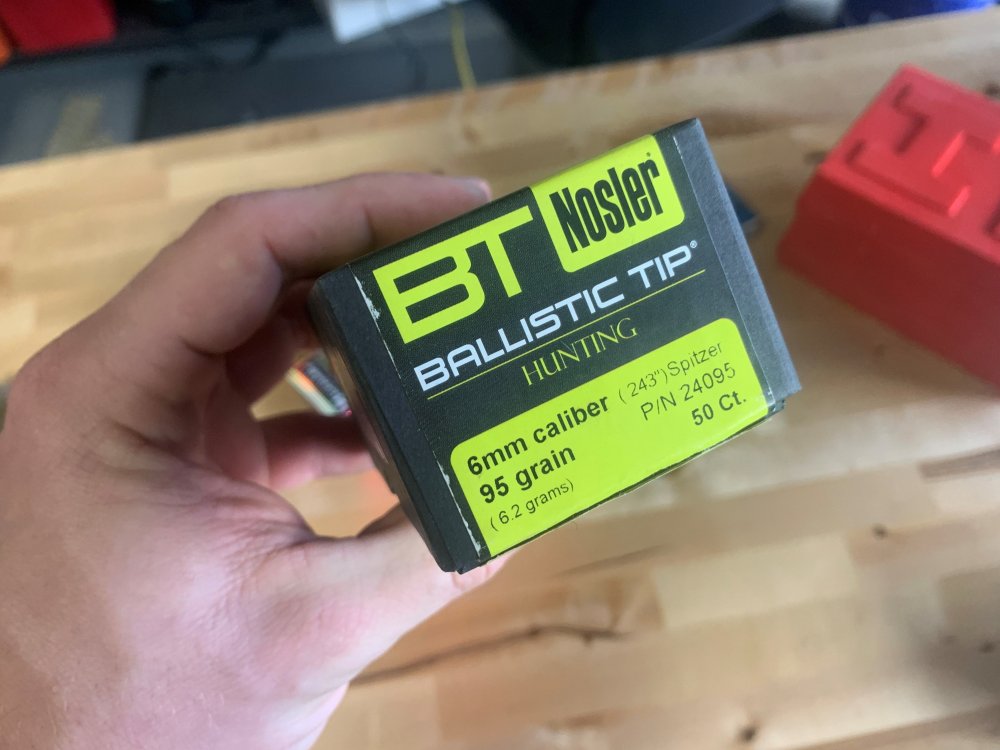 BT Nosler®
BALLISTIC TIP®
HUNTING
6mm caliber (.243") Spitzer
95 grain P/N 24095
(6.2 grams) 50 Ct.